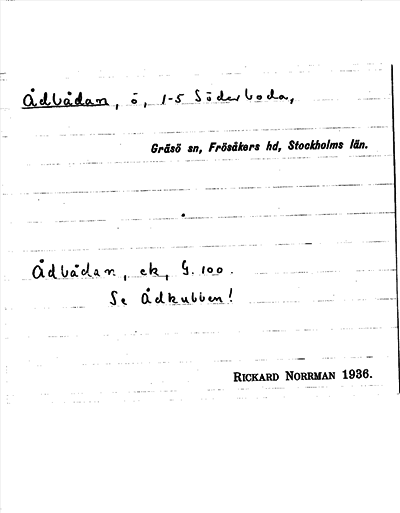 Ådbådan, ö, 1-5 Söderboda,
Gräsö sn, Frösåkers hd, Stockholms län.
Ådbådan, ek, G. 100.
Se Ådkubben!
RICKARD NORRMAN 1936.